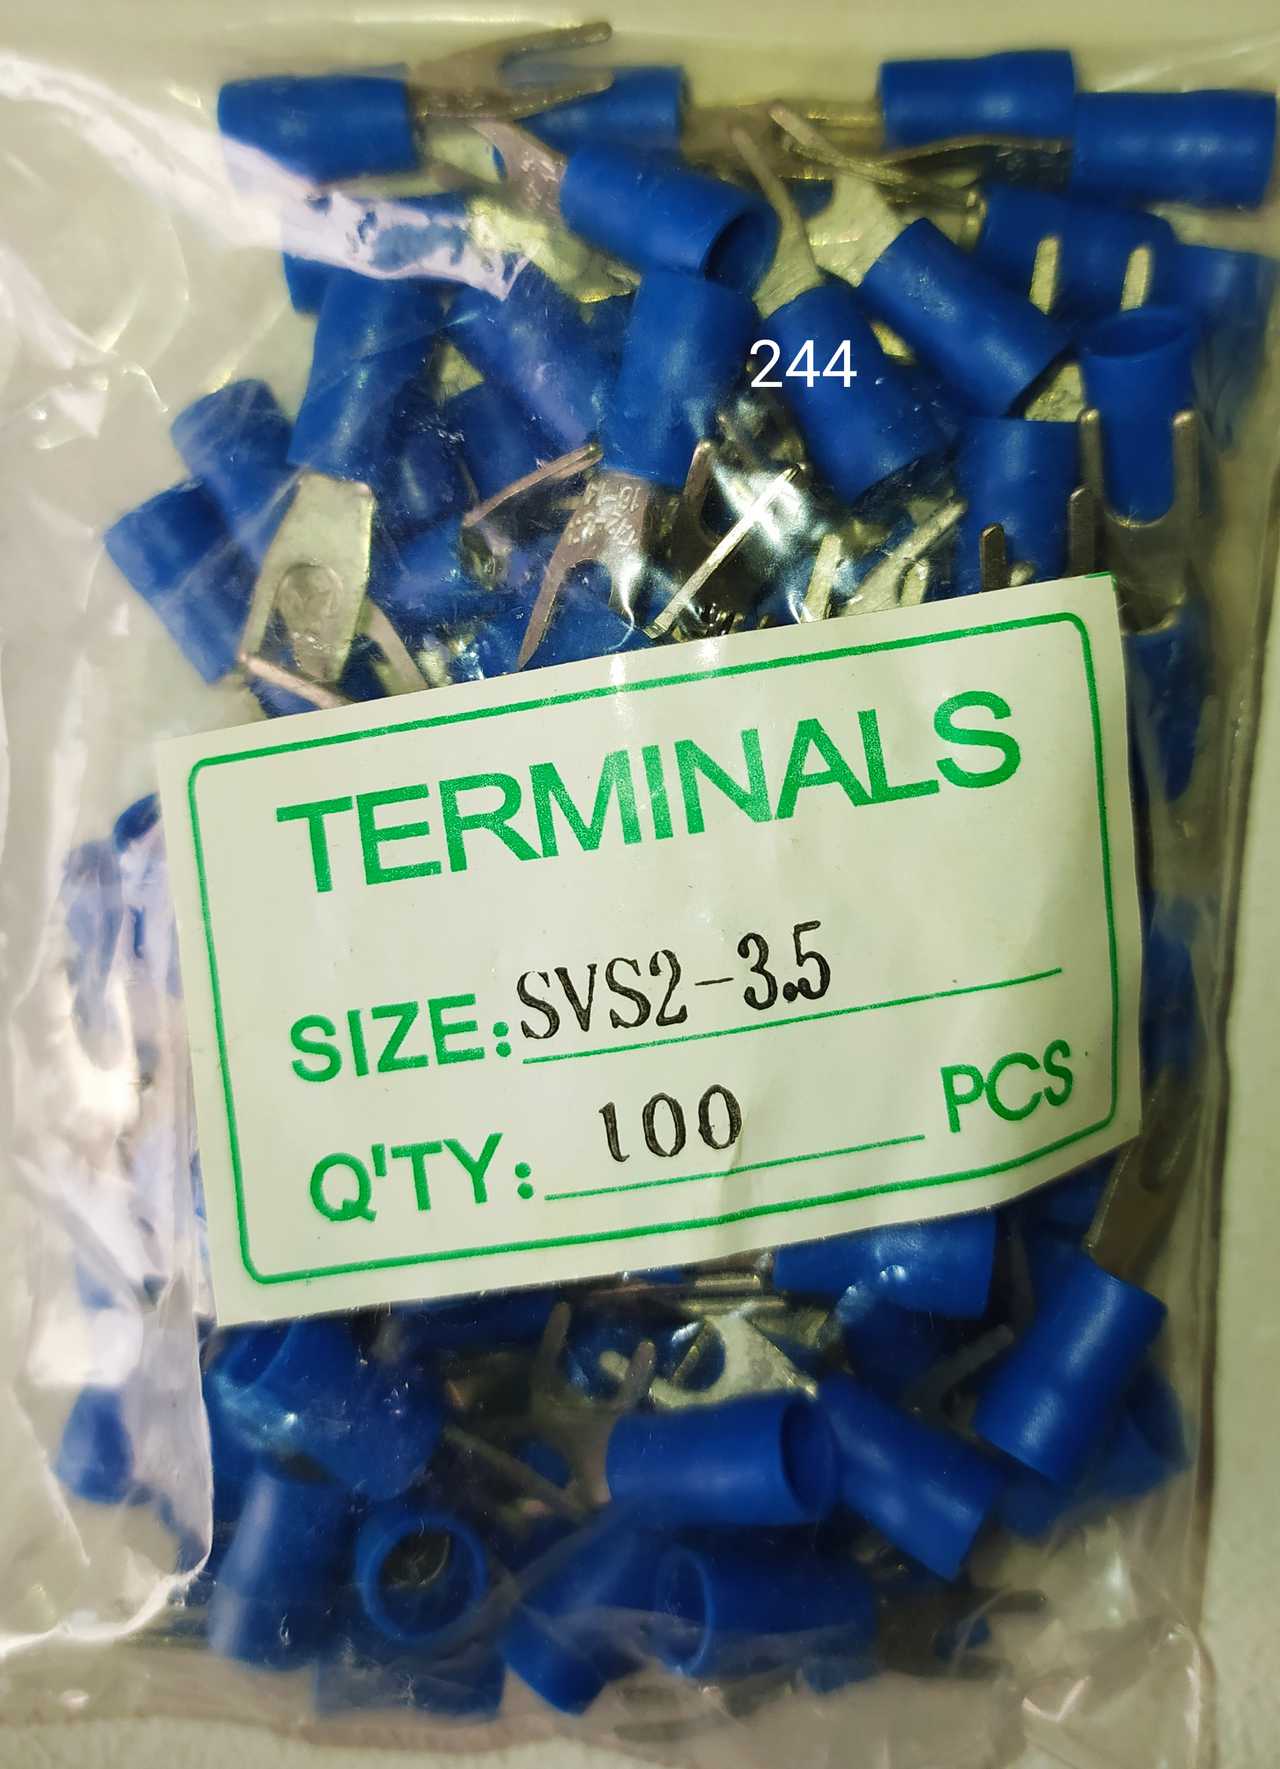 244
TERMINALS
SIZE: SVS2-3.5
Q'TY: 100 PCS